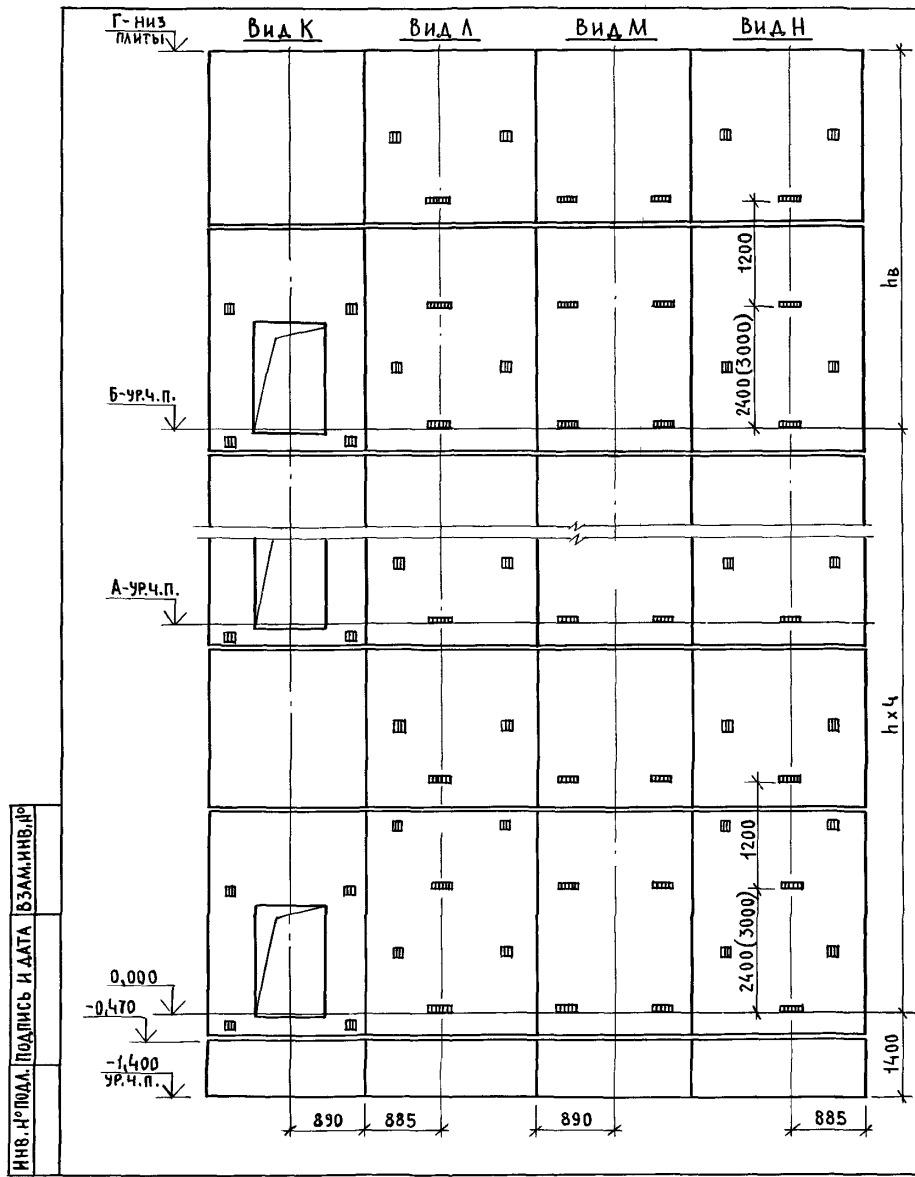 Г-НИЗ
ПЛИТЫ
ВИД К
ВИД Л
ВИД М
ВИД Н
1200
2400(3000)
hв
Б-УР.Ч.П.
А-УР.Ч.П.
h x 4
1200
2400(3000)
0,000
-0,470
-1,400
УР.Ч.П.
1400
890
885
890
885
ВЗАМ.ИНВ.№
ПОДПИСЬ И ДАТА
ИНВ.№ПОДЛ.